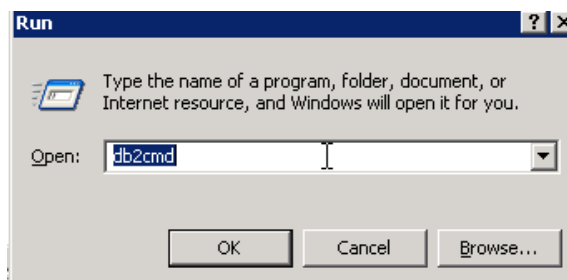 Run
Type the name of a program, folder, document, or
Internet resource, and Windows will open it for you.
Open: db2cmd
OK Cancel Browse...